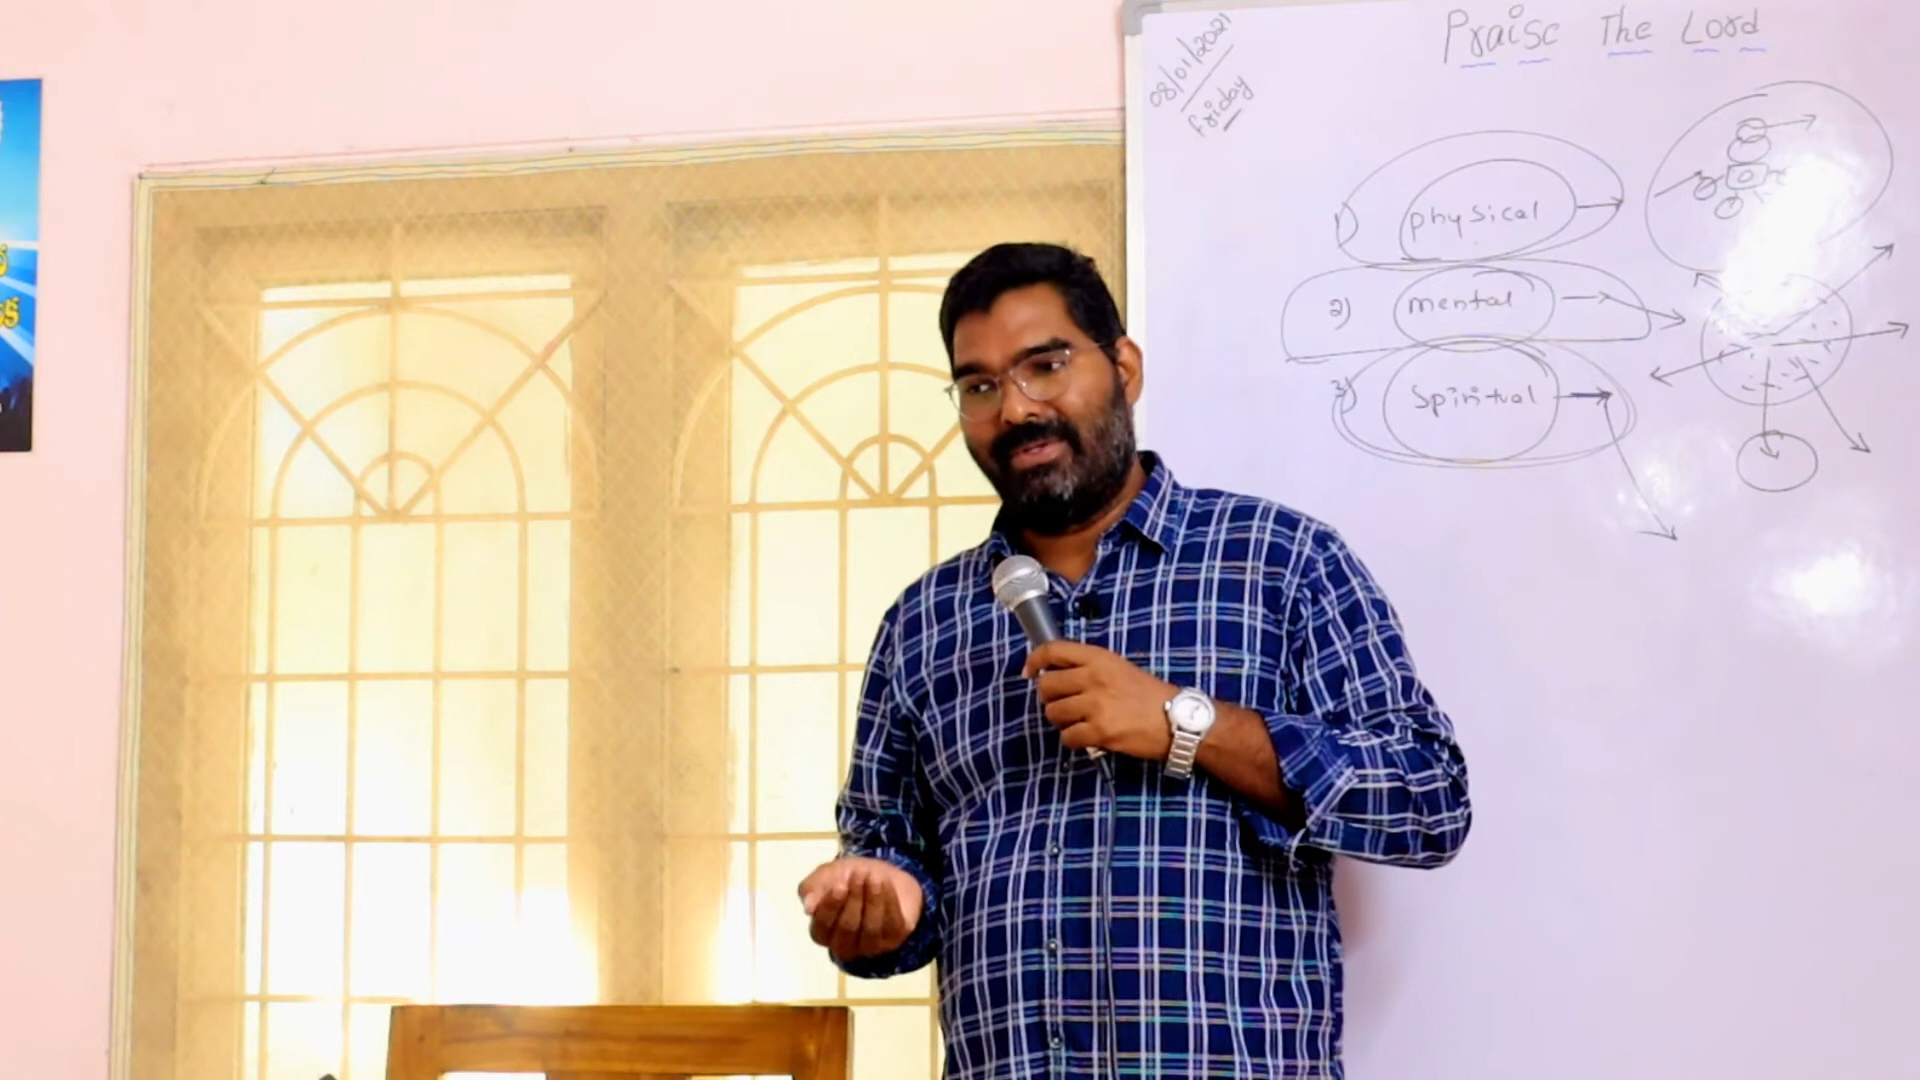 08/01/2021
Friday
Praise The Lord
1) physical
2) mental
3) Spiritual